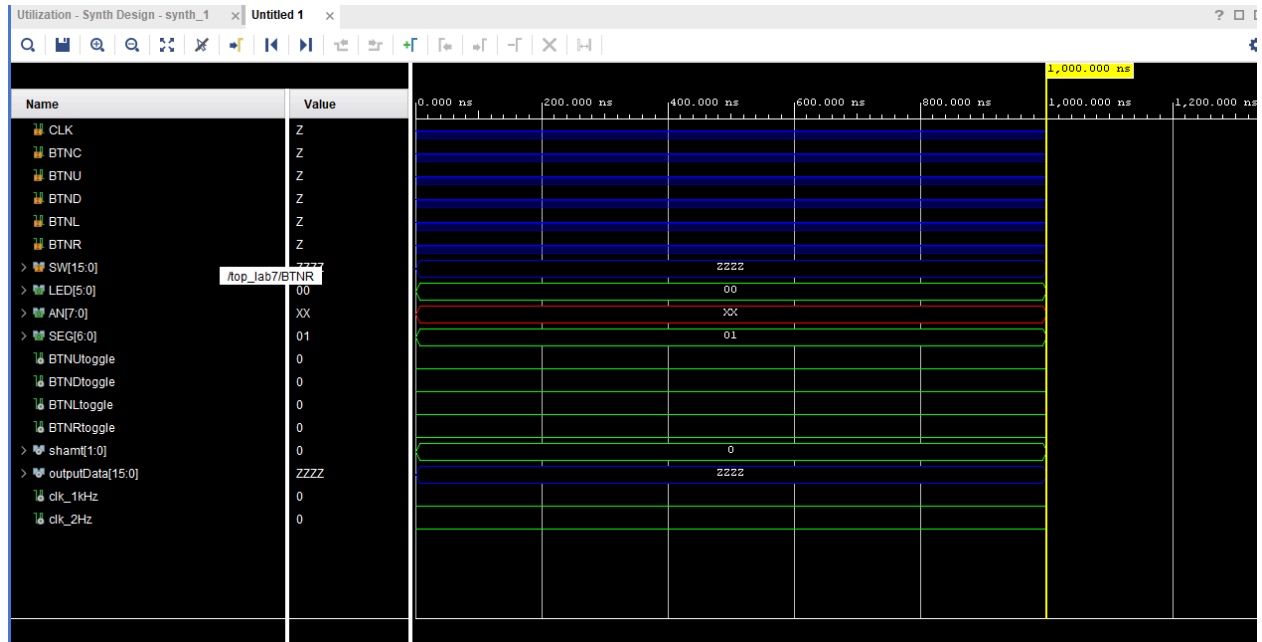 Utilization - Synth Design - synth_1 × Untitled 1 ×
?
1,000.000 ns
Name Value 0.000 ns 200.000 ns 400.000 ns 600.000 ns 800.000 ns 1,000.000 ns 1,200.000 ns
CLK Z
BTNC Z
BTNU Z
BTND Z
BTNL Z
BTNR Z
SW[15:0] ZZZZ ZZZZ
/top_lab7/BTNR
LED[5:0] 00 00
AN[7:0] XX XX
SEG[6:0] 01 01
BTNUtoggle 0
BTNDtoggle 0
BTNLtoggle 0
BTNRtoggle 0
shamt[1:0] 0 0
outputData[15:0] ZZZZ ZZZZ
clk_1kHz 0
clk_2Hz 0